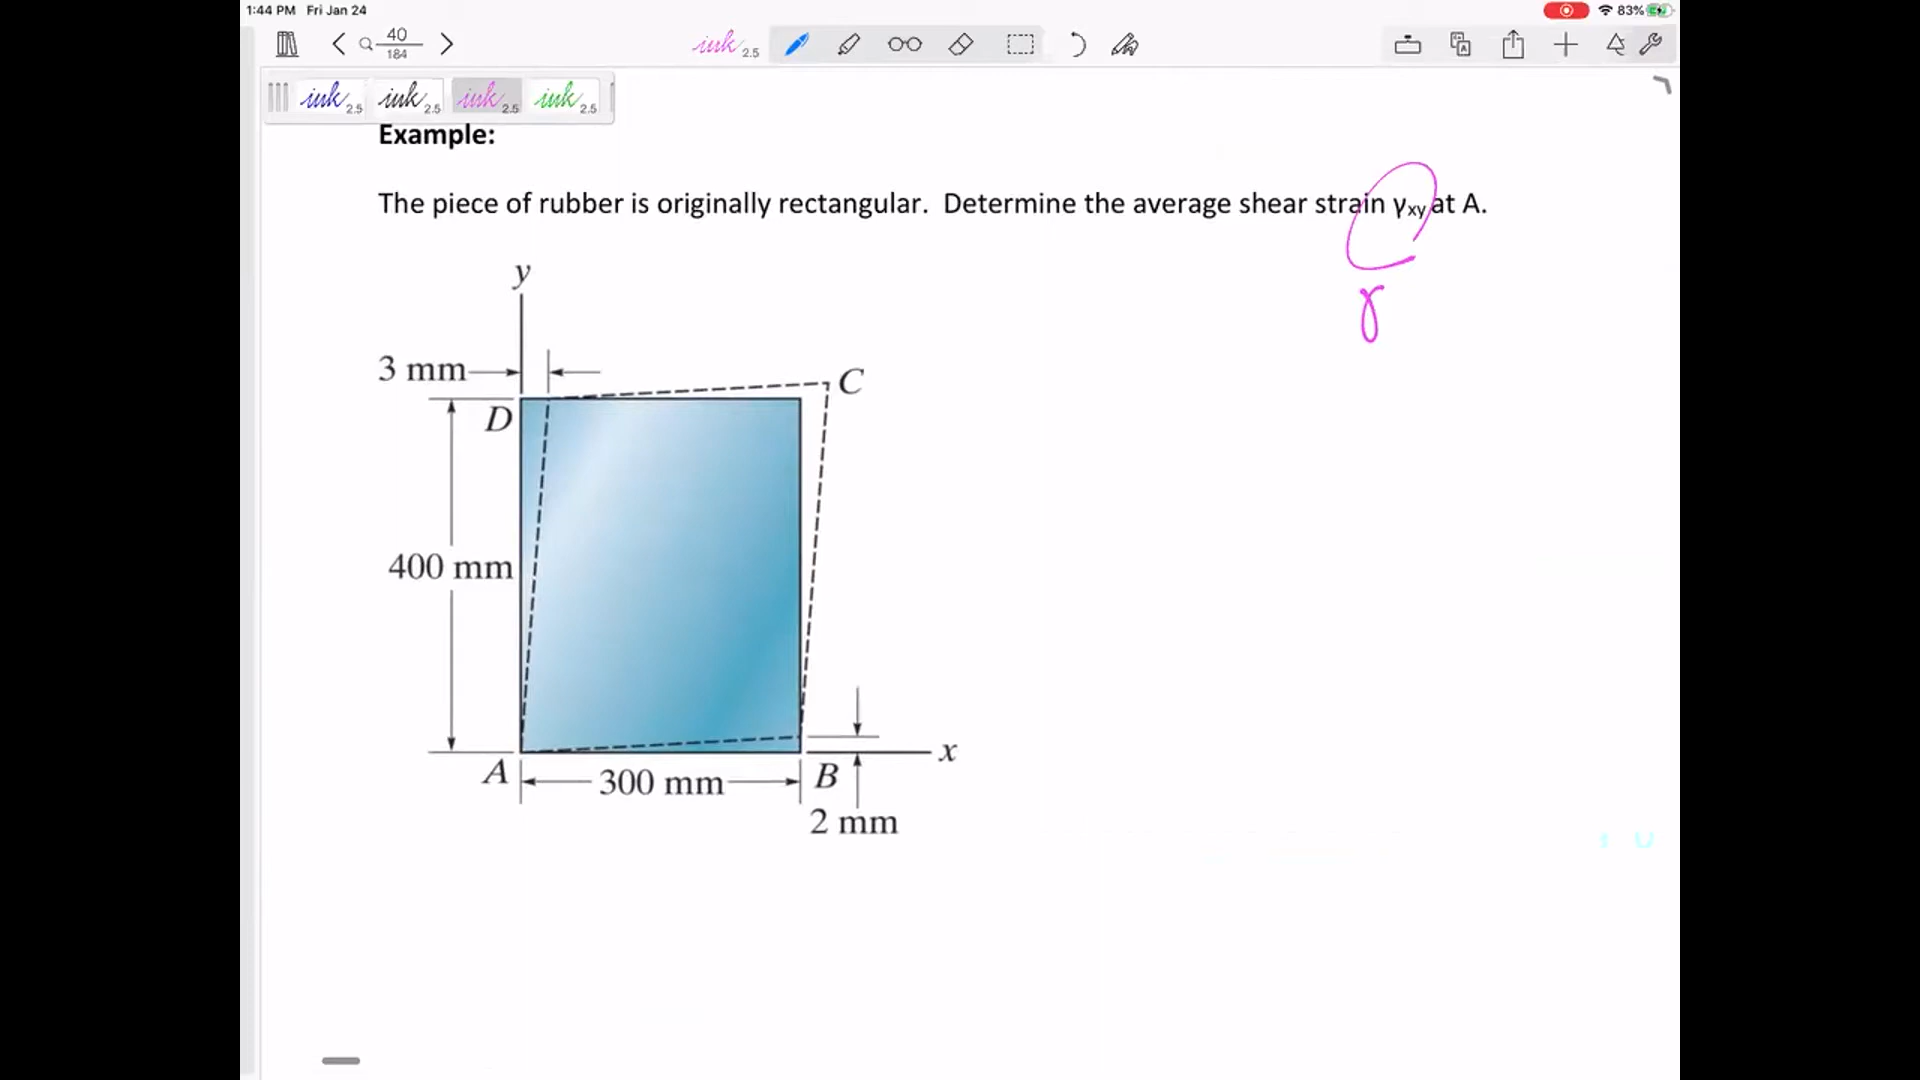 1:44 PM Fri Jan 24
83%
40
184
ink 2.5
ink 2.5 ink 2.5 ink 2.5 ink 2.5
Example:
The piece of rubber is originally rectangular. Determine the average shear strain γxy at A.
γ
y
3 mm
C
D
400 mm
x
A
300 mm
B
2 mm